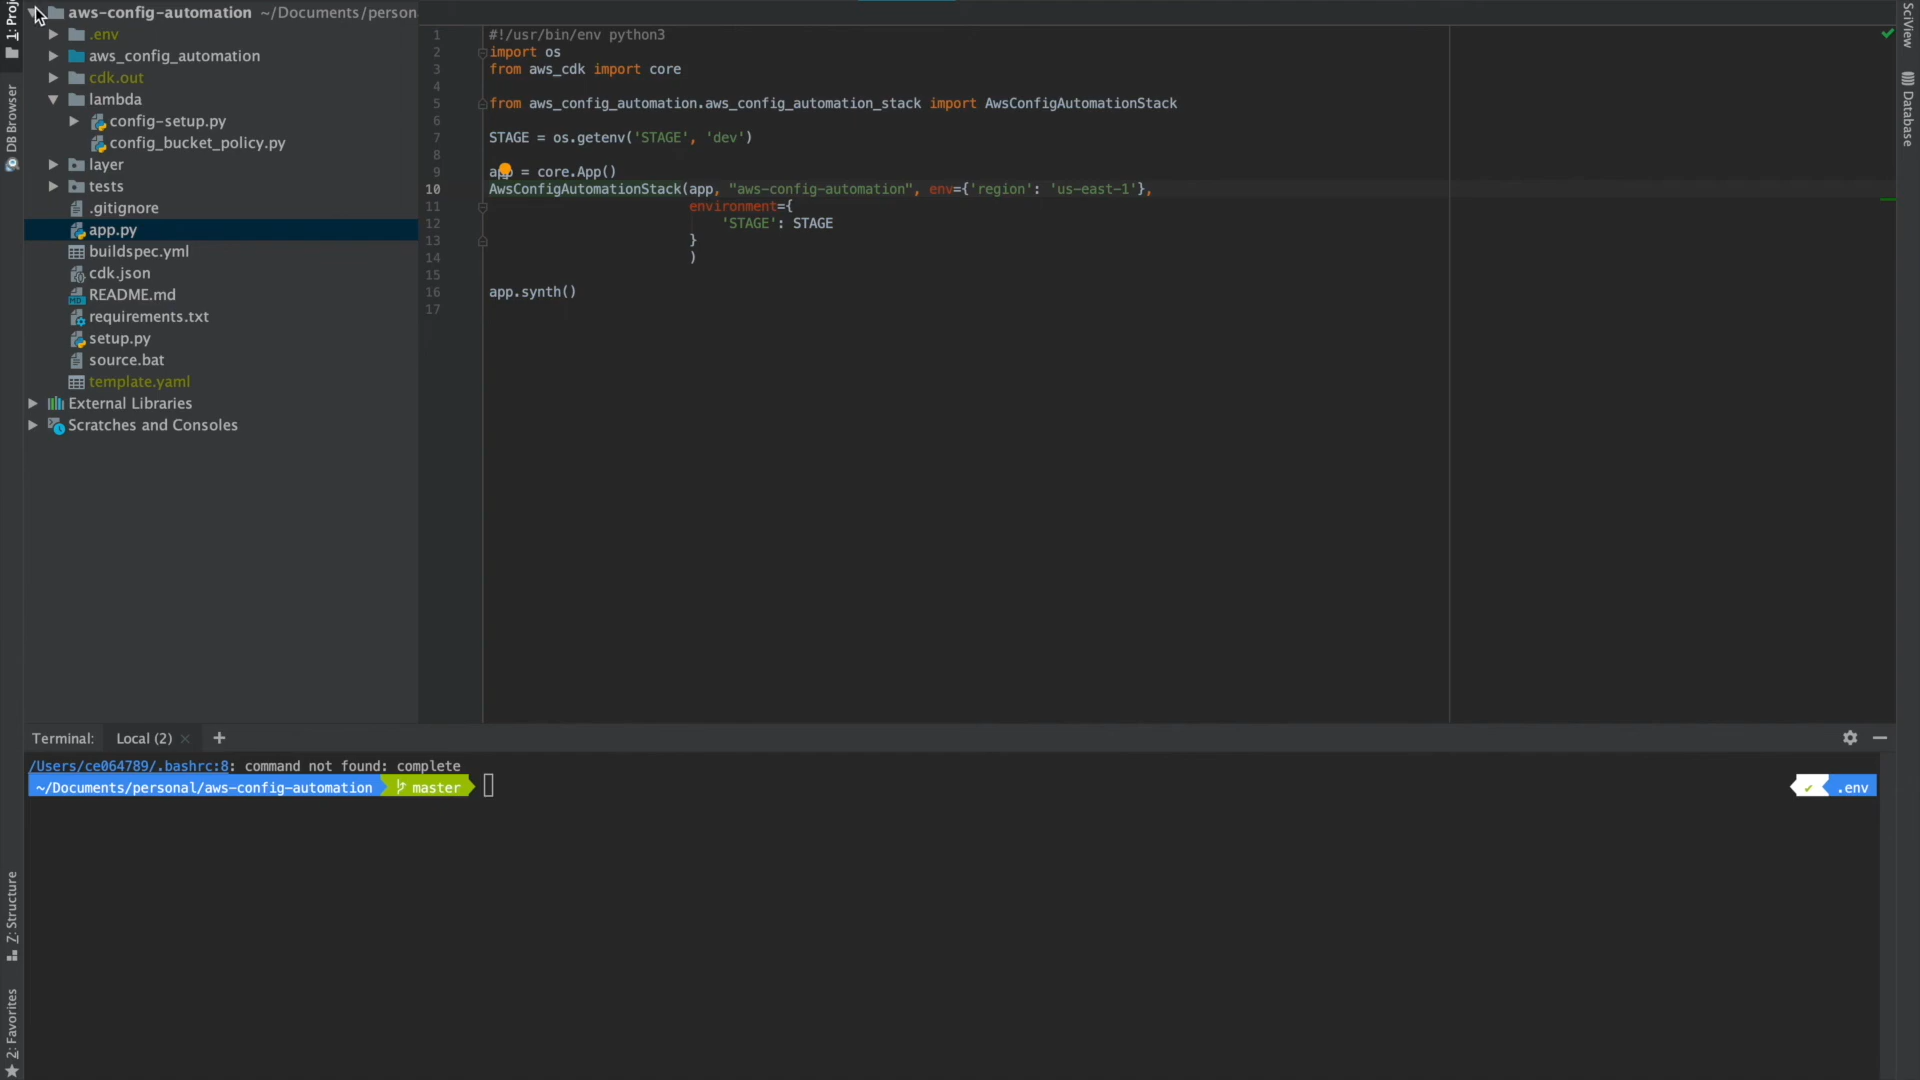 1: Proj
DB Browser
Z: Structure
2: Favorites
aws-config-automation ~/Documents/person
.env
aws_config_automation
cdk.out
lambda
config-setup.py
config_bucket_policy.py
layer
tests
.gitignore
app.py
buildspec.yml
cdk.json
README.md
requirements.txt
setup.py
source.bat
template.yaml
External Libraries
Scratches and Consoles
1 #!/usr/bin/env python3
2 import os
3 from aws_cdk import core
4
5 from aws_config_automation.aws_config_automation_stack import AwsConfigAutomationStack
6
7 STAGE = os.getenv('STAGE', 'dev')
8
9 app = core.App()
10 AwsConfigAutomationStack(app, "aws-config-automation", env={'region': 'us-east-1'},
11 environment={
12 'STAGE': STAGE
13 }
14 )
15
16 app.synth()
17
SciView
Database
Terminal: Local (2) × +
/Users/ce064789/.bashrc:8: command not found: complete
~/Documents/personal/aws-config-automation master ✔ .env